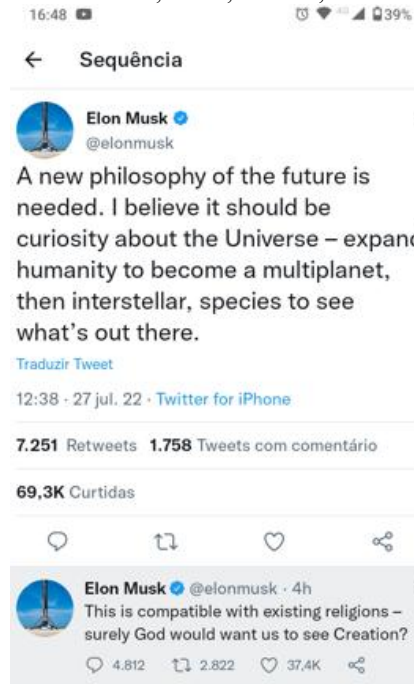 16:48
4G 39%
Sequência
Elon Musk
@elonmusk
A new philosophy of the future is
needed. I believe it should be
curiosity about the Universe – expand
humanity to become a multiplanet,
then interstellar, species to see
what's out there.
Traduzir Tweet
12:38 · 27 jul. 22 · Twitter for iPhone
7.251 Retweets 1.758 Tweets com comentário
69,3K Curtidas
Elon Musk @elonmusk · 4h
This is compatible with existing religions –
surely God would want us to see Creation?
4.812 2.822 37,4K